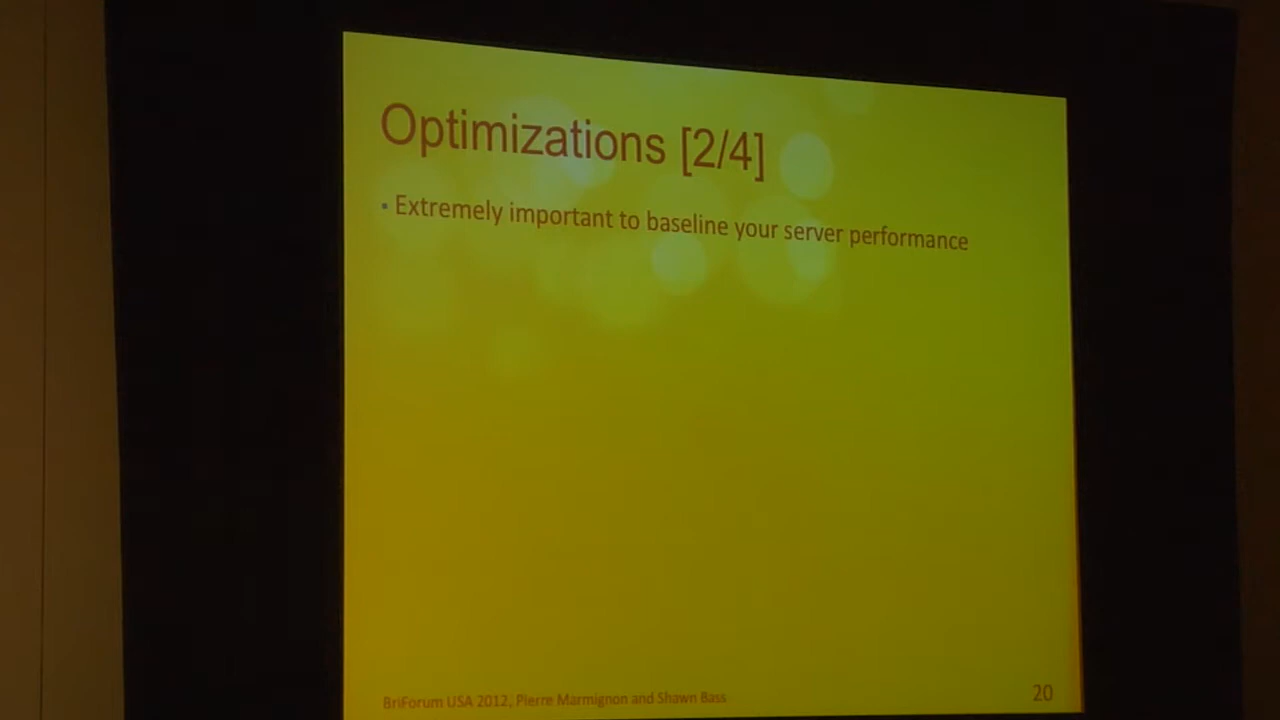 Optimizations [2/4]
▪ Extremely important to baseline your server performance
BriForum USA 2012, Pierre Marmignon and Shawn Bass
20